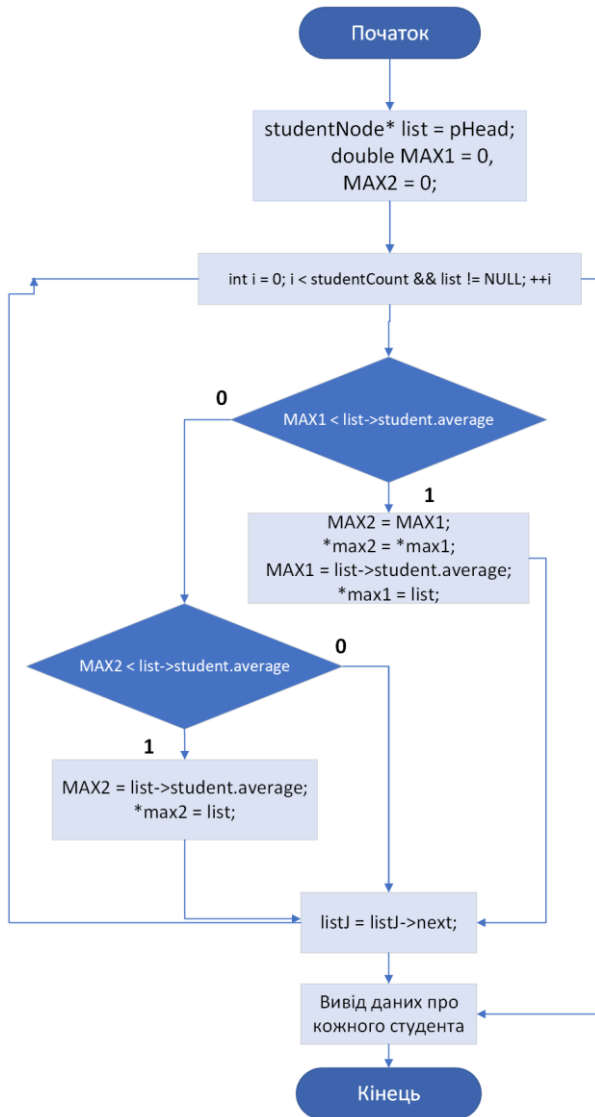 Початок
studentNode* list = pHead;
double MAX1 = 0,
MAX2 = 0;
int i = 0; i < studentCount && list != NULL; ++i
0
MAX1 < list->student.average
1
MAX2 = MAX1;
*max2 = *max1;
MAX1 = list->student.average;
*max1 = list;
0
MAX2 < list->student.average
1
MAX2 = list->student.average;
*max2 = list;
listJ = listJ->next;
Вивід даних про
кожного студента
Кінець